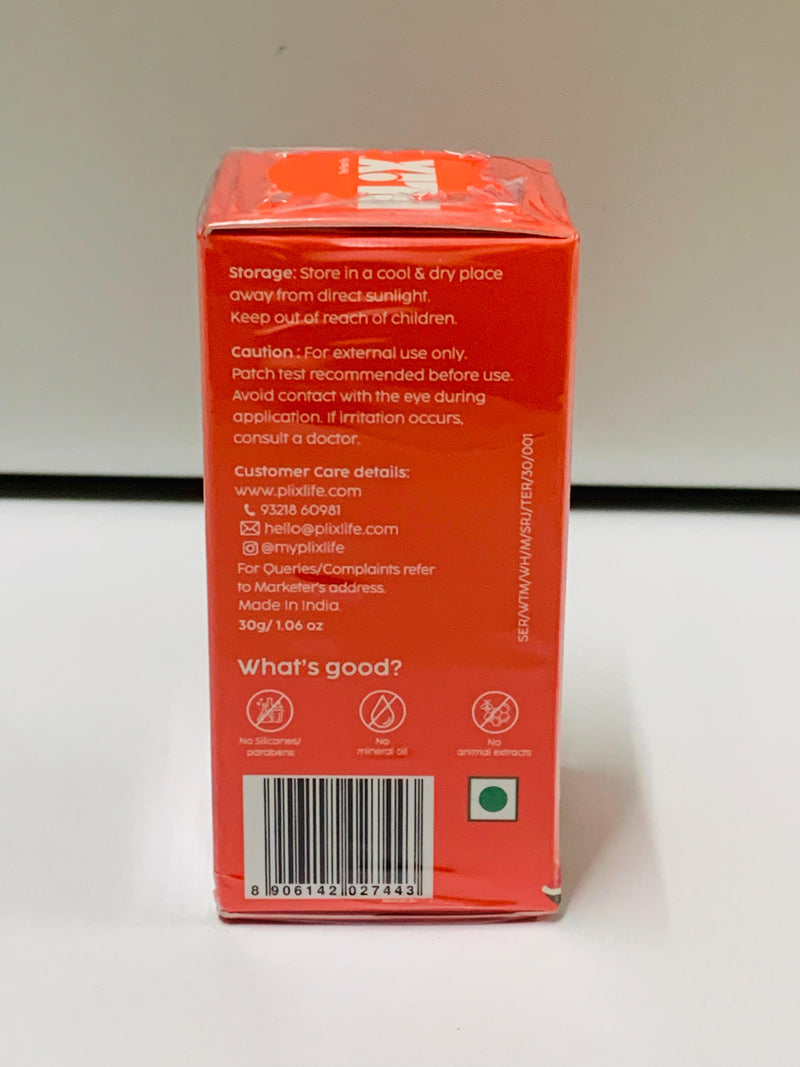 PLIX
Storage: Store in a cool & dry place
away from direct sunlight.
Keep out of reach of children.
Caution : For external use only.
Patch test recommended before use.
Avoid contact with the eye during
application. If irritation occurs,
consult a doctor.
Customer Care details:
www.plixlife.com
93218 60981
hello@plixlife.com
@myplixlife
For Queries/Complaints refer
to Marketer's address.
Made In India
30g/ 1.06 oz
SER/WTM/WH/M/SRJ/TER/30/001
What's good?
No Silicones/
parabens
No
mineral oil
No
animal extracts
8 906142 027443